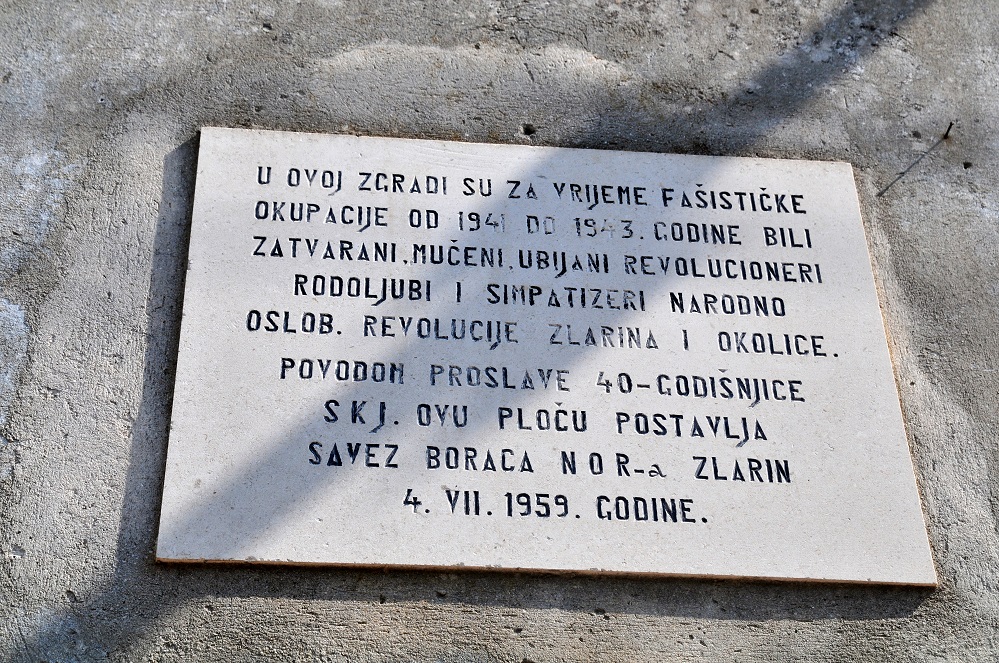 U OVOJ ZGRADI SU ZA VRIJEME FAŠISTIČKE
OKUPACIJE OD 1941 DO 1943. GODINE BILI
ZATVARANI, MUČENI, UBIJANI REVOLUCIONERI
RODOLJUBI I SIMPATIZERI NARODNO
OSLOB. REVOLUCIJE ZLARINA I OKOLICE.
POVODOM PROSLAVE 40-GODIŠNJICE
SKJ. OVU PLOČU POSTAVLJA
SAVEZ BORACA NOR-a ZLARIN
4. VII. 1959. GODINE.